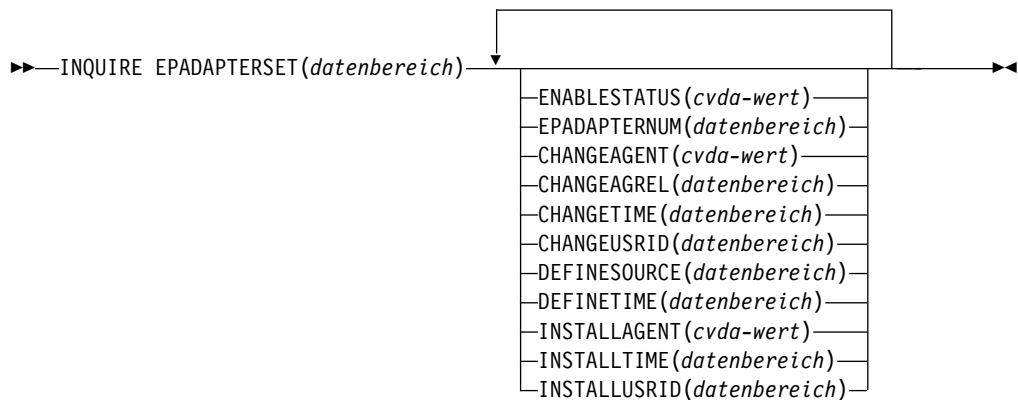 INQUIRE EPADAPTERSET(datenbereich)
ENABLESTATUS(cvda-wert)
EPADAPTERNUM(datenbereich)
CHANGEAGENT(cvda-wert)
CHANGEAGREL(datenbereich)
CHANGETIME(datenbereich)
CHANGEUSRID(datenbereich)
DEFINESOURCE(datenbereich)
DEFINETIME(datenbereich)
INSTALLAGENT(cvda-wert)
INSTALLTIME(datenbereich)
INSTALLUSRID(datenbereich)